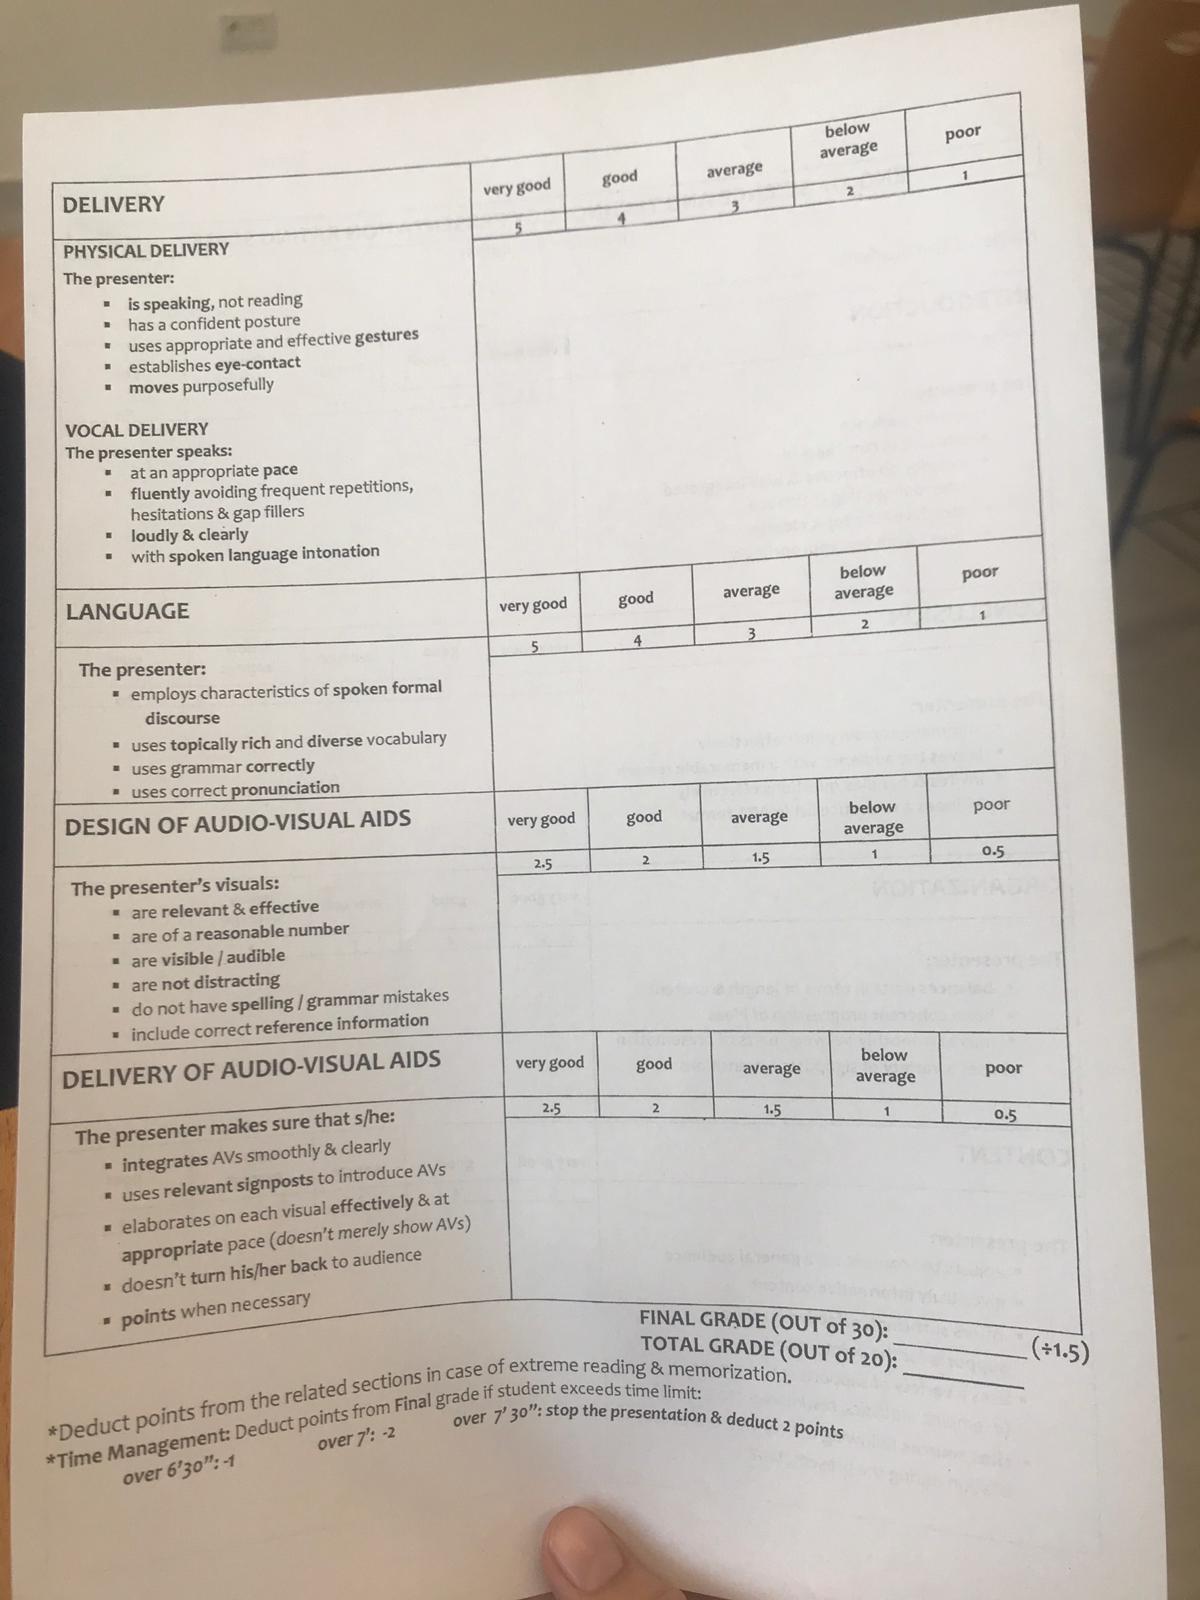 DELIVERY
very good
good
average
below
average
poor
5
4
3
2
1
PHYSICAL DELIVERY
The presenter:
▪ is speaking, not reading
▪ has a confident posture
▪ uses appropriate and effective gestures
▪ establishes eye-contact
▪ moves purposefully
VOCAL DELIVERY
The presenter speaks:
▪ at an appropriate pace
▪ fluently avoiding frequent repetitions,
hesitations & gap fillers
▪ loudly & clearly
▪ with spoken language intonation
LANGUAGE
very good
good
average
below
average
poor
5
4
3
2
1
The presenter:
▪ employs characteristics of spoken formal
discourse
▪ uses topically rich and diverse vocabulary
▪ uses grammar correctly
▪ uses correct pronunciation
DESIGN OF AUDIO-VISUAL AIDS
very good
good
average
below
average
poor
2.5
2
1.5
1
0.5
The presenter's visuals:
▪ are relevant & effective
▪ are of a reasonable number
▪ are visible / audible
▪ are not distracting
▪ do not have spelling / grammar mistakes
▪ include correct reference information
DELIVERY OF AUDIO-VISUAL AIDS
very good
good
average
below
average
poor
2.5
2
1.5
1
0.5
The presenter makes sure that s/he:
▪ integrates AVs smoothly & clearly
▪ uses relevant signposts to introduce AVs
▪ elaborates on each visual effectively & at
appropriate pace (doesn't merely show AVs)
▪ doesn't turn his/her back to audience
▪ points when necessary
FINAL GRADE (OUT of 30): ________ (÷1.5)
TOTAL GRADE (OUT of 20): ________
*Deduct points from the related sections in case of extreme reading & memorization.
*Time Management: Deduct points from Final grade if student exceeds time limit:
over 6'30": -1 over 7': -2 over 7' 30": stop the presentation & deduct 2 points